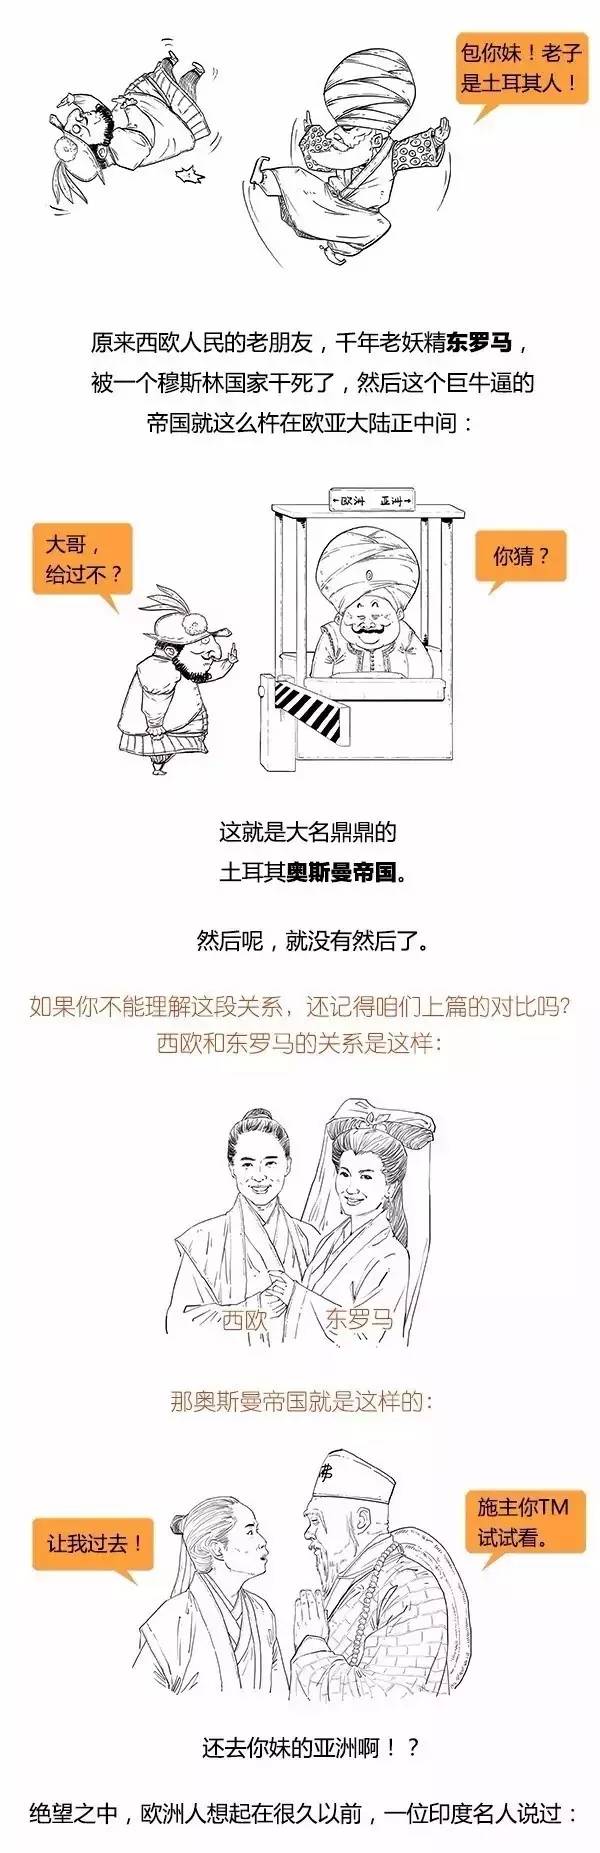 包你妹！老子
是土耳其人！
原来西欧人民的老朋友，千年老妖精东罗马，
被一个穆斯林国家干死了，然后这个巨牛逼的
帝国就这么杵在欧亚大陆正中间：
←欧洲 亚洲→
大哥，
给过不？
你猜？
这就是大名鼎鼎的
土耳其奥斯曼帝国。
然后呢，就没有然后了。
如果你不能理解这段关系，还记得咱们上篇的对比吗？
西欧和东罗马的关系是这样：
西欧 东罗马
那奥斯曼帝国就是这样的：
佛
让我过去！
施主你TM
试试看。
还去你妹的亚洲啊！？
绝望之中，欧洲人想起在很久以前，一位印度名人说过：